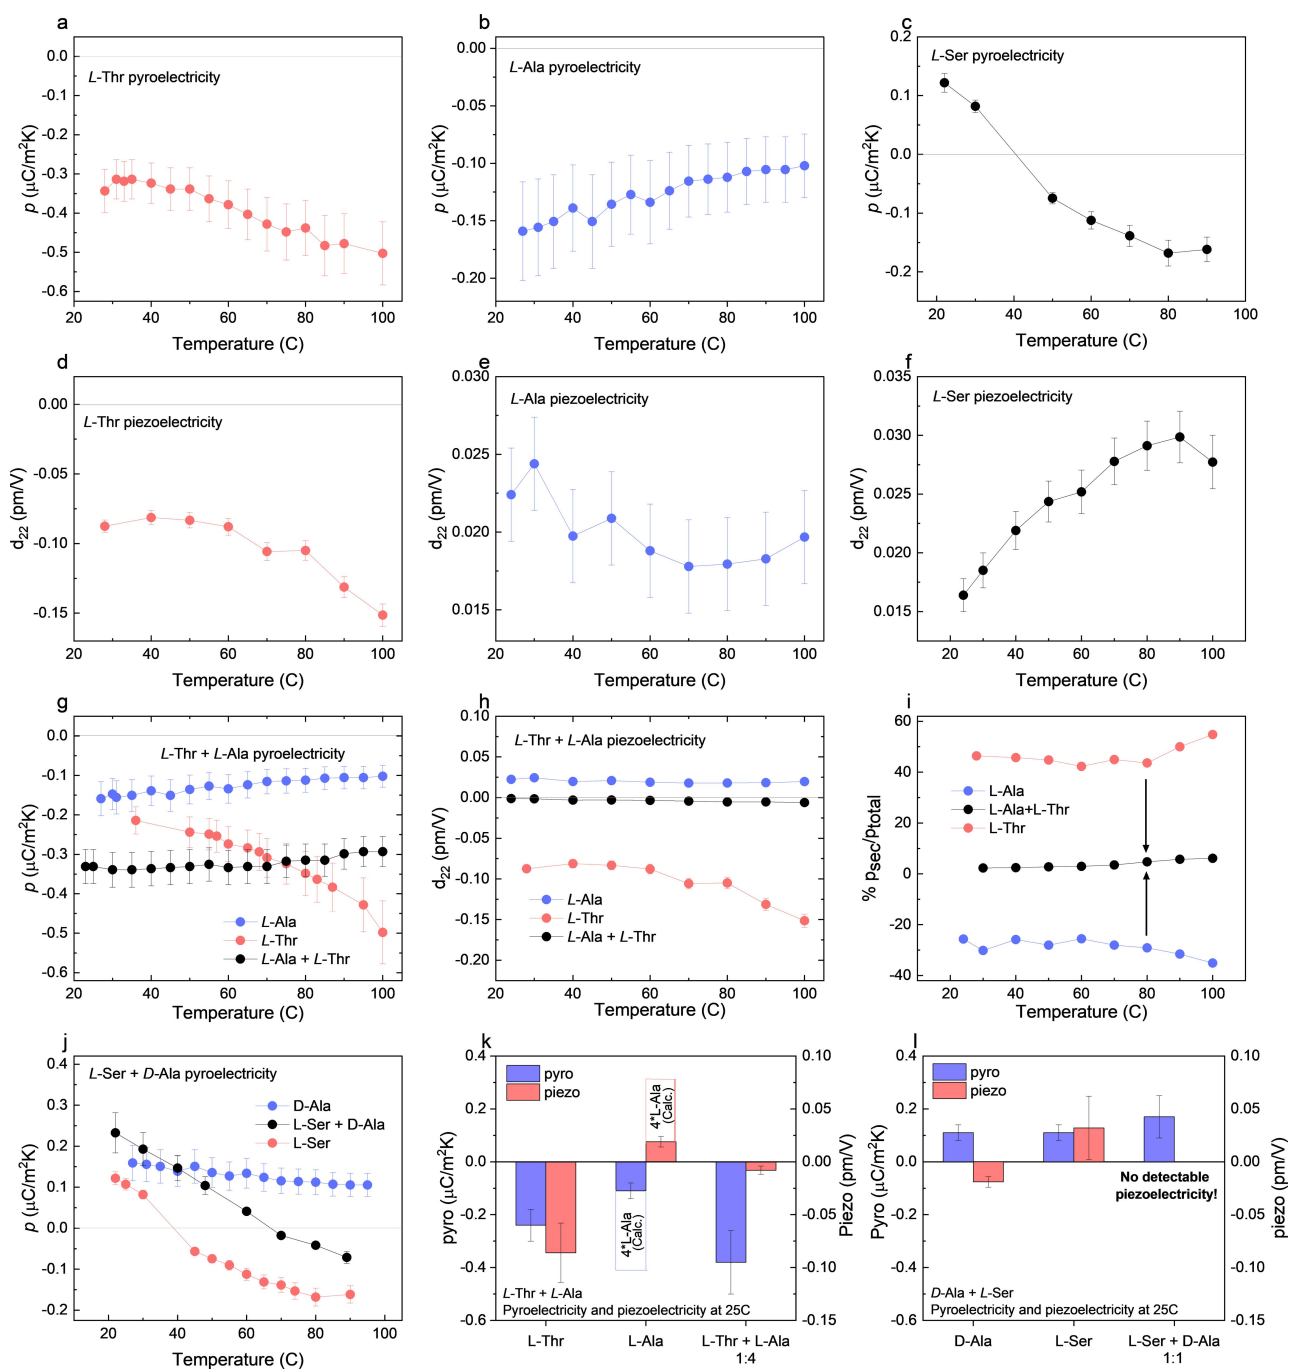 a
L-Thr pyroelectricity
p (μC/m²K)
0.0
-0.1
-0.2
-0.3
-0.4
-0.5
-0.6
20 40 60 80 100
Temperature (C)
b
L-Ala pyroelectricity
p (μC/m²K)
0.00
-0.05
-0.10
-0.15
-0.20
20 40 60 80 100
Temperature (C)
c
L-Ser pyroelectricity
p (μC/m²K)
0.2
0.1
0.0
-0.1
-0.2
20 40 60 80 100
Temperature (C)
d
L-Thr piezoelectricity
d₂₂ (pm/V)
0.00
-0.05
-0.10
-0.15
20 40 60 80 100
Temperature (C)
e
L-Ala piezoelectricity
d₂₂ (pm/V)
0.030
0.025
0.020
0.015
20 40 60 80 100
Temperature (C)
f
L-Ser piezoelectricity
d₂₂ (pm/V)
0.035
0.030
0.025
0.020
0.015
20 40 60 80 100
Temperature (C)
g
L-Thr + L-Ala pyroelectricity
p (μC/m²K)
0.0
-0.1
-0.2
-0.3
-0.4
-0.5
-0.6
L-Ala
L-Thr
L-Ala + L-Thr
20 40 60 80 100
Temperature (C)
h
L-Thr + L-Ala piezoelectricity
d₂₂ (pm/V)
0.10
0.05
0.00
-0.05
-0.10
-0.15
-0.20
L-Ala
L-Thr
L-Ala + L-Thr
20 40 60 80 100
Temperature (C)
i
% psec/ptotal
60
40
20
0
-20
-40
L-Ala
L-Ala+L-Thr
L-Thr
20 40 60 80 100
Temperature (C)
j
L-Ser + D-Ala pyroelectricity
p (μC/m²K)
0.4
0.3
0.2
0.1
0.0
-0.1
-0.2
D-Ala
L-Ser + D-Ala
L-Ser
20 40 60 80 100
Temperature (C)
k
pyro
piezo
pyro (μC/m²K)
0.4
0.2
0.0
-0.2
-0.4
-0.6
4*L-Ala
(Calc.)
4*L-Ala
(Calc.)
Piezo (pm/V)
0.10
0.05
0.00
-0.05
-0.10
-0.15
L-Thr + L-Ala
Pyroelectricity and piezoelectricity at 25C
L-Thr L-Ala L-Thr + L-Ala
1:4
l
pyro
piezo
Pyro (μC/m²K)
0.4
0.2
0.0
-0.2
-0.4
-0.6
No detectable
piezoelectricity!
piezo (pm/V)
0.10
0.05
0.00
-0.05
-0.10
-0.15
D-Ala + L-Ser
Pyroelectricity and piezoelectricity at 25C
D-Ala L-Ser L-Ser + D-Ala
1:1